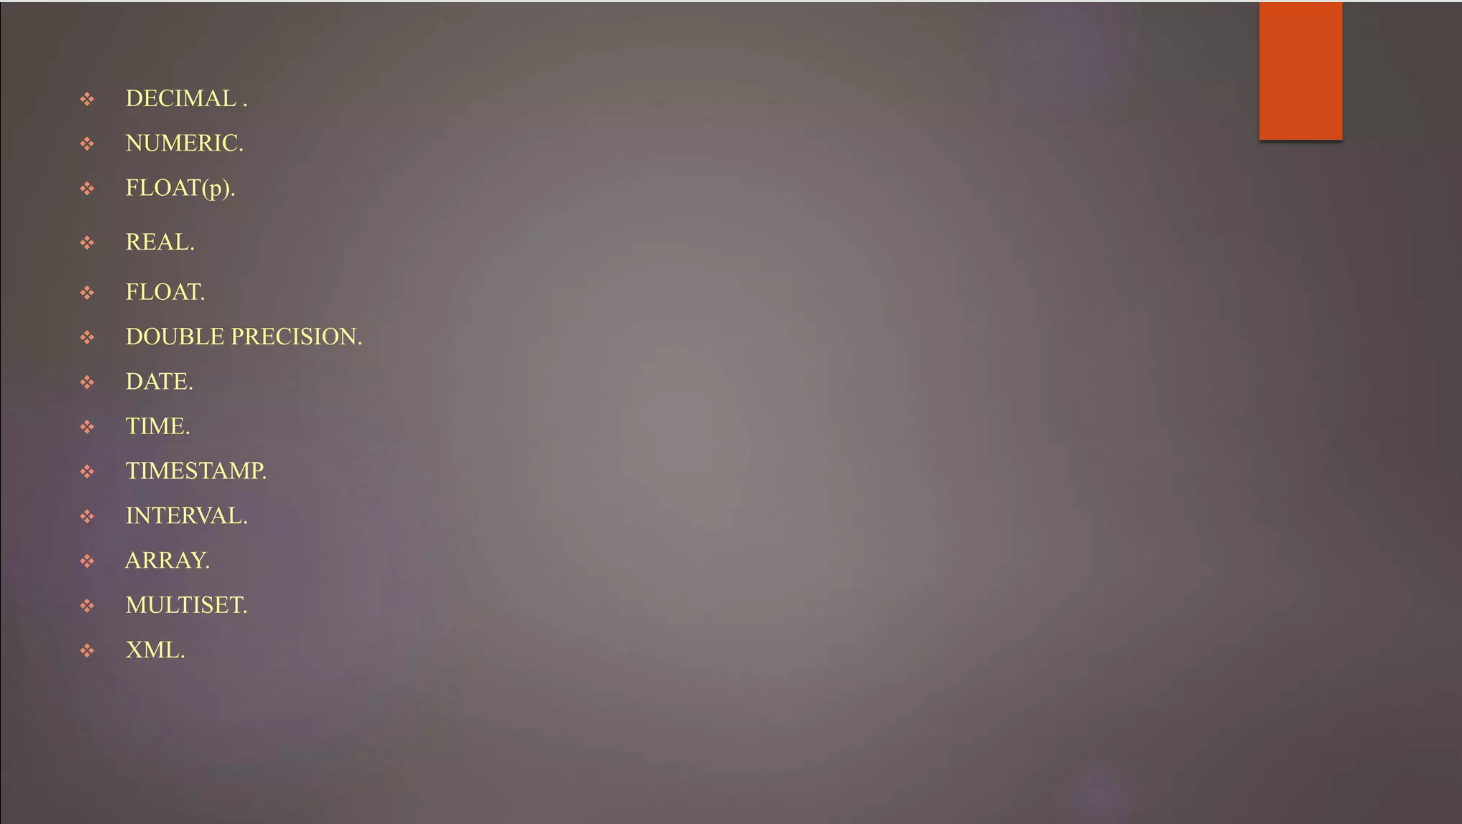 DECIMAL .
NUMERIC.
FLOAT(p).
REAL.
FLOAT.
DOUBLE PRECISION.
DATE.
TIME.
TIMESTAMP.
INTERVAL.
ARRAY.
MULTISET.
XML.